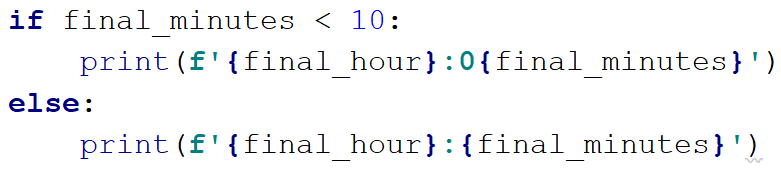 if final_minutes < 10:
    print(f'{final_hour}:0{final_minutes}')
else:
    print(f'{final_hour}:{final_minutes}')